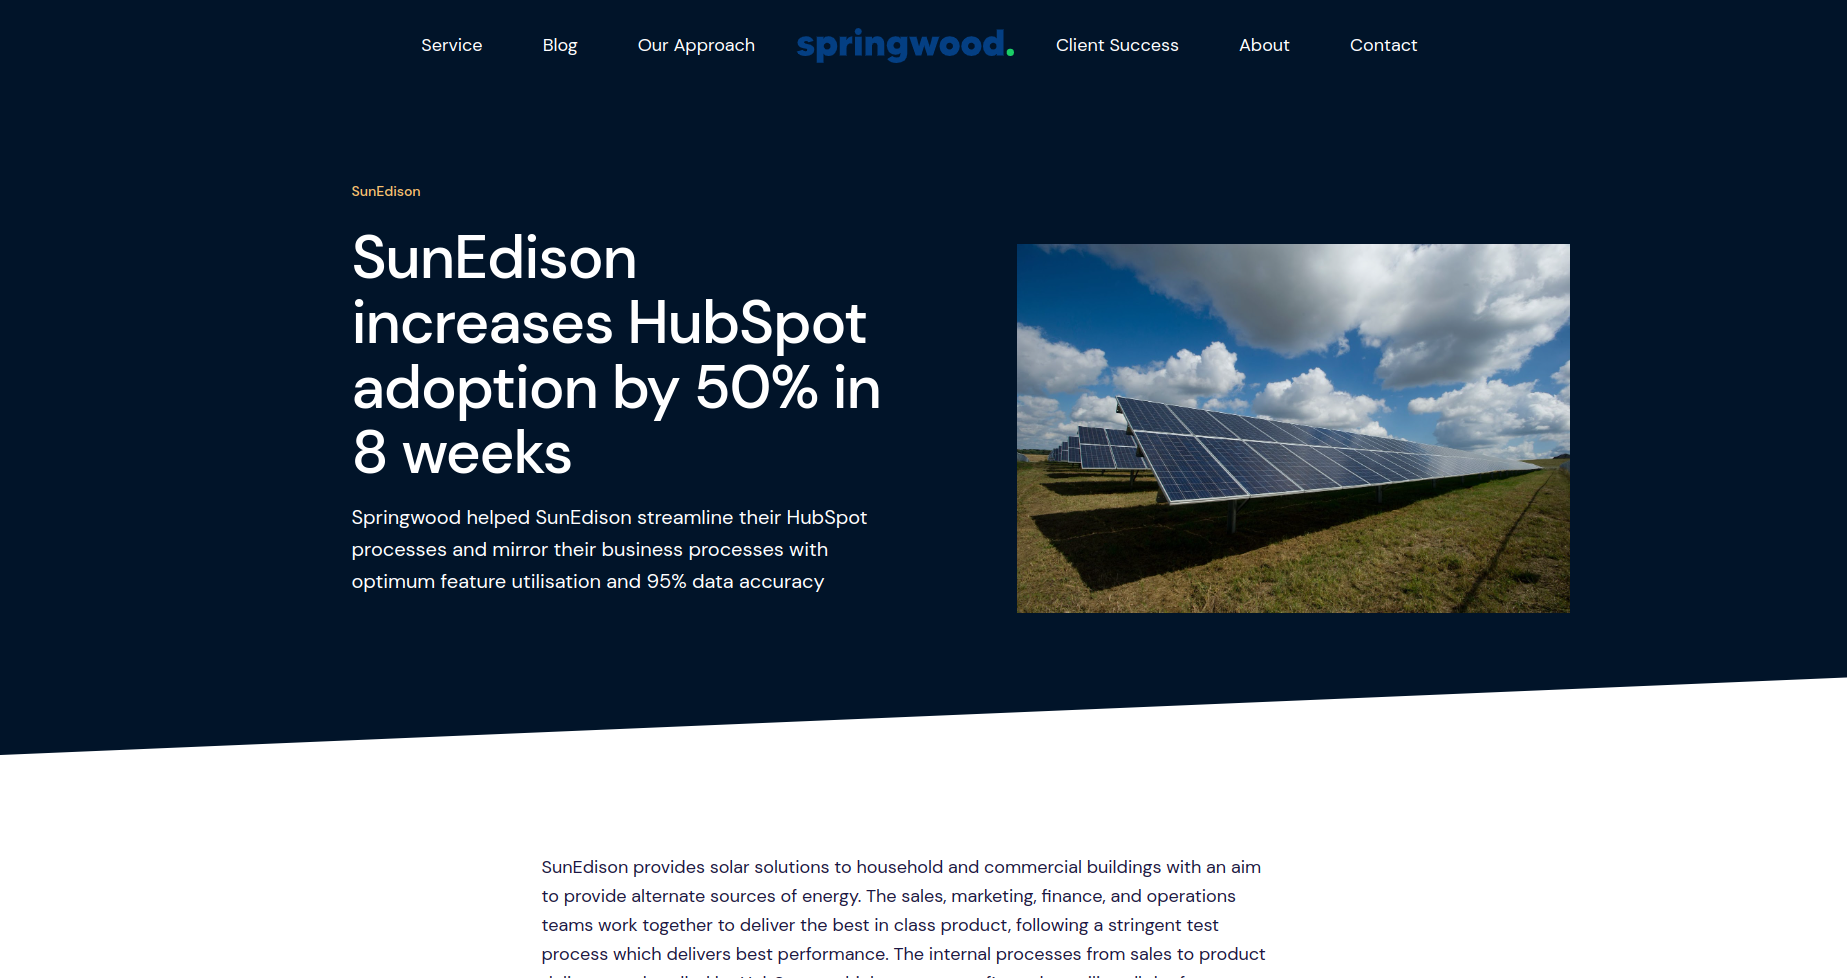 Service
Blog
Our Approach
springwood.
Client Success
About
Contact
SunEdison
SunEdison
increases HubSpot
adoption by 50% in
8 weeks
Springwood helped SunEdison streamline their HubSpot
processes and mirror their business processes with
optimum feature utilisation and 95% data accuracy
SunEdison provides solar solutions to household and commercial buildings with an aim
to provide alternate sources of energy. The sales, marketing, finance, and operations
teams work together to deliver the best in class product, following a stringent test
process which delivers best performance. The internal processes from sales to product